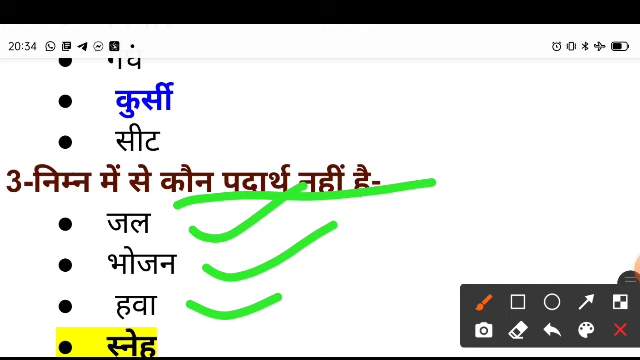 20:34
गंध
कुर्सी
सीट
3-निम्न में से कौन पदार्थ नहीं है-
जल
भोजन
हवा
स्नेह